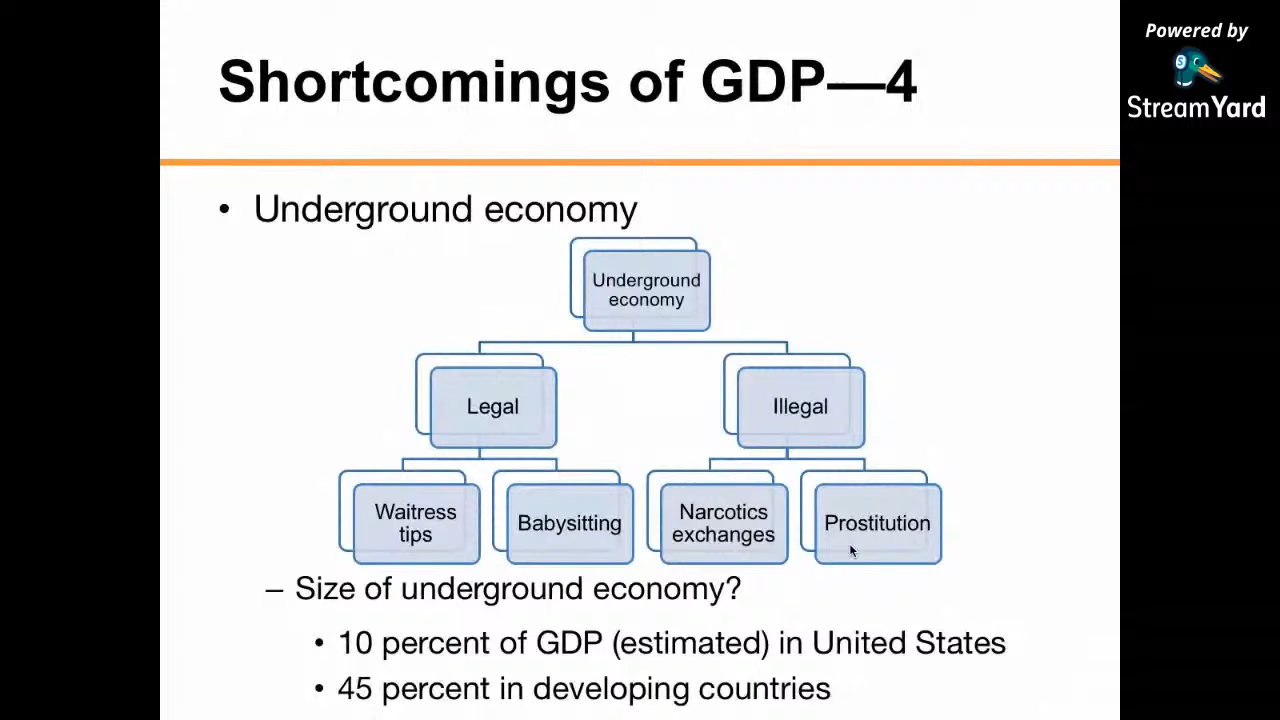 Shortcomings of GDP—4
Powered by
StreamYard
• Underground economy
Underground
economy
Legal
Illegal
Waitress
tips
Babysitting
Narcotics
exchanges
Prostitution
– Size of underground economy?
• 10 percent of GDP (estimated) in United States
• 45 percent in developing countries